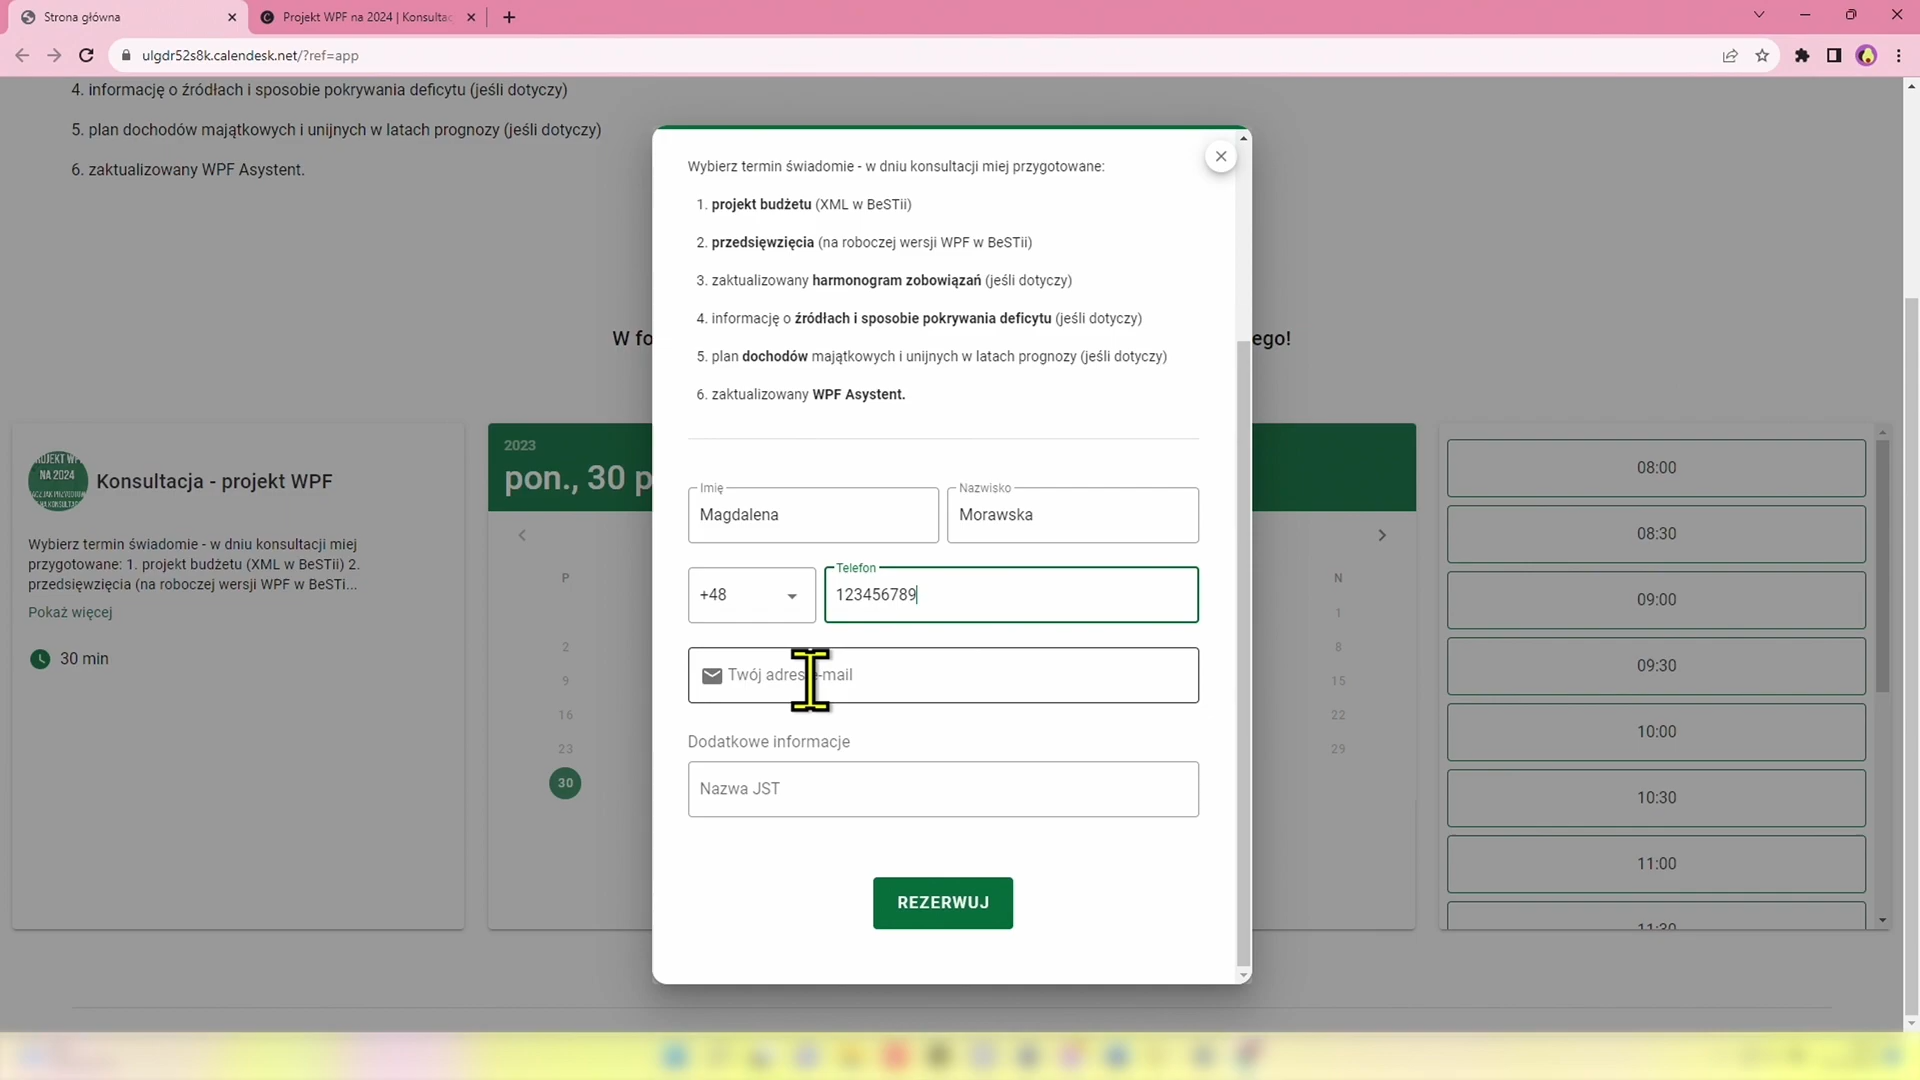 Strona główna
Projekt WPF na 2024 | Konsultac
ulgdr52s8k.calendesk.net/?ref=app
4. informację o źródłach i sposobie pokrywania deficytu (jeśli dotyczy)
5. plan dochodów majątkowych i unijnych w latach prognozy (jeśli dotyczy)
6. zaktualizowany WPF Asystent.
W fo
ego!
Wybierz termin świadomie - w dniu konsultacji miej przygotowane:
1. projekt budżetu (XML w BeSTii)
2. przedsięwzięcia (na roboczej wersji WPF w BeSTii)
3. zaktualizowany harmonogram zobowiązań (jeśli dotyczy)
4. informację o źródłach i sposobie pokrywania deficytu (jeśli dotyczy)
5. plan dochodów majątkowych i unijnych w latach prognozy (jeśli dotyczy)
6. zaktualizowany WPF Asystent.
Imię
Magdalena
Nazwisko
Morawska
+48
Telefon
123456789
Twój adres e-mail
Dodatkowe informacje
Nazwa JST
REZERWUJ
NA 2024
Konsultacja - projekt WPF
Wybierz termin świadomie - w dniu konsultacji miej
przygotowane: 1. projekt budżetu (XML w BeSTii) 2.
przedsięwzięcia (na roboczej wersji WPF w BeSTi...
Pokaż więcej
30 min
2023
pon., 30 p
P
2
9
16
23
30
N
1
8
15
22
29
08:00
08:30
09:00
09:30
10:00
10:30
11:00
11:30